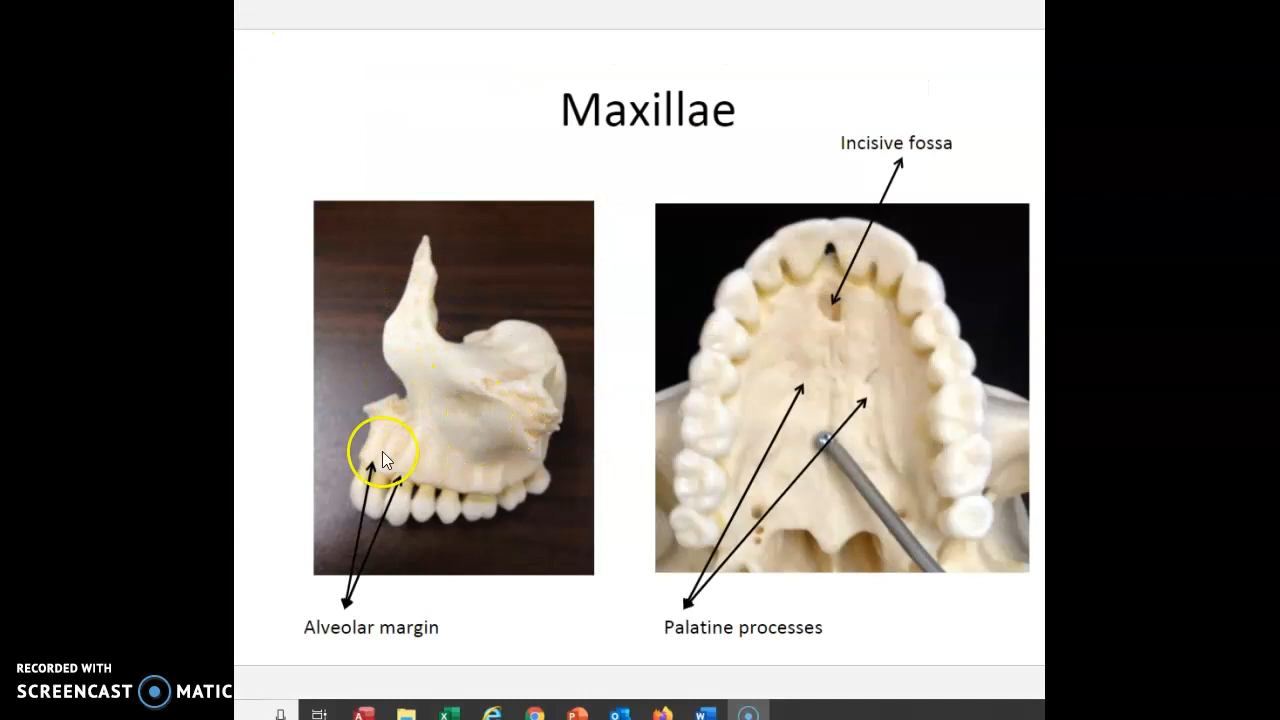 Maxillae
Incisive fossa
Alveolar margin
Palatine processes
RECORDED WITH
SCREENCAST MATIC